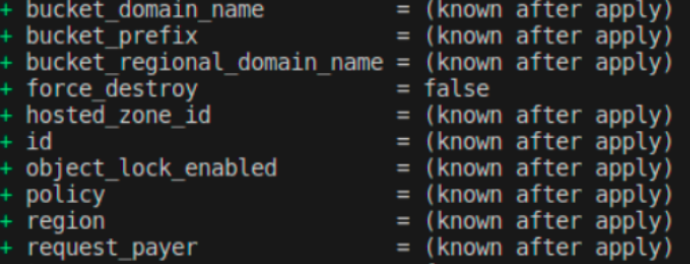 + bucket_domain_name           = (known after apply)
+ bucket_prefix                = (known after apply)
+ bucket_regional_domain_name = (known after apply)
+ force_destroy                = false
+ hosted_zone_id               = (known after apply)
+ id                           = (known after apply)
+ object_lock_enabled          = (known after apply)
+ policy                       = (known after apply)
+ region                       = (known after apply)
+ request_payer                = (known after apply)